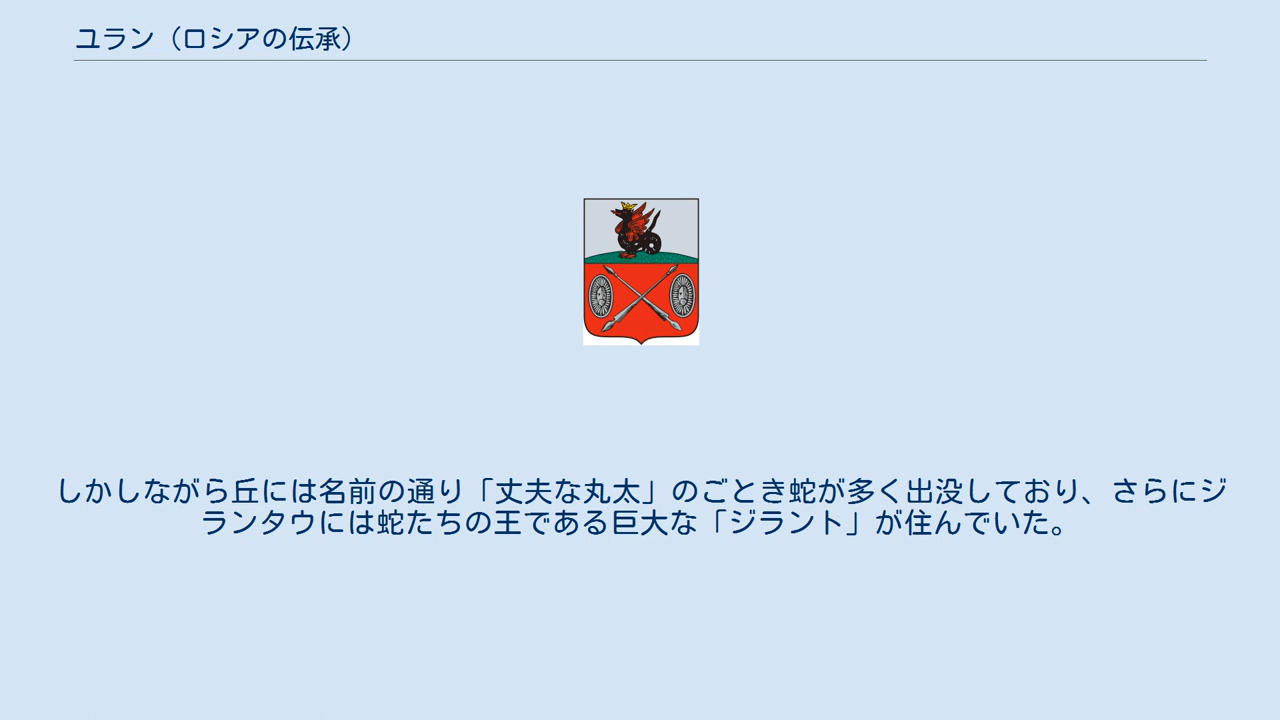 ユラン（ロシアの伝承）
しかしながら丘には名前の通り「丈夫な丸太」のごとき蛇が多く出没しており、さらにジ
ランタウには蛇たちの王である巨大な「ジラント」が住んでいた。